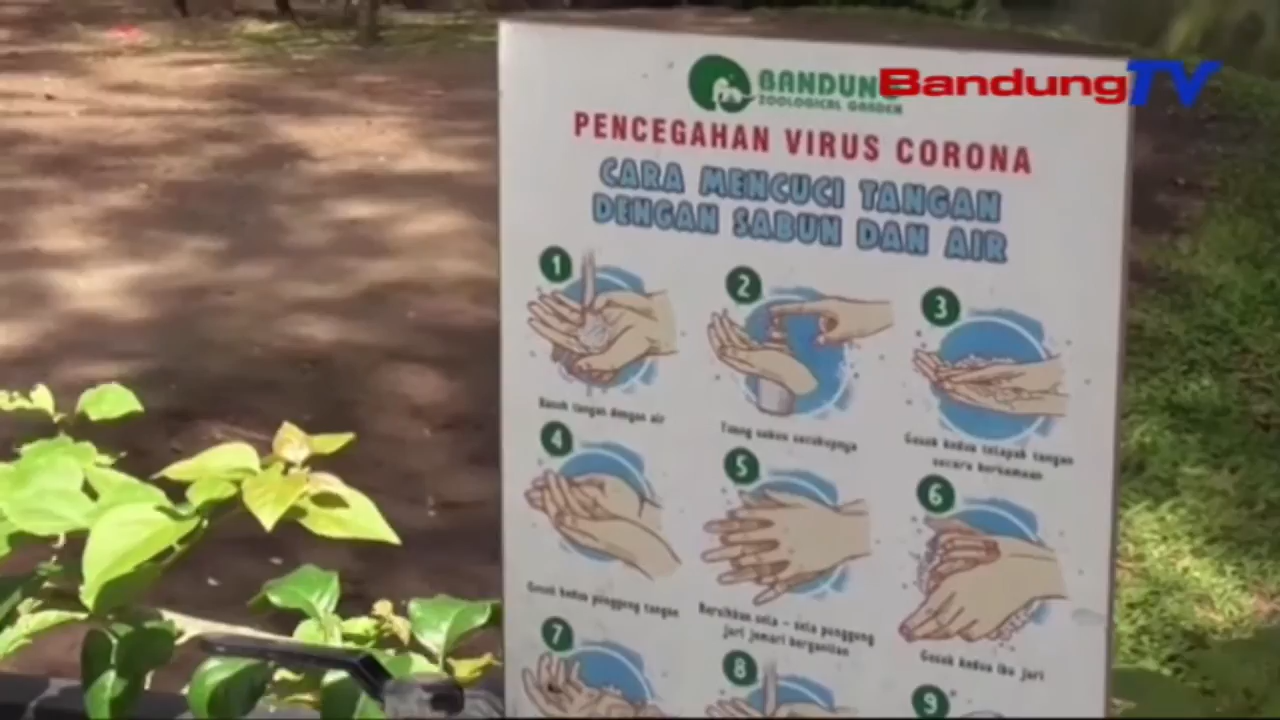 BandungTV
BANDUNG
ZOOLOGICAL GARDEN
PENCEGAHAN VIRUS CORONA
CARA MENCUCI TANGAN
DENGAN SABUN DAN AIR
1
2
3
Basuh tangan dengan air
Tuang sabun secukupnya
Gosok kedua telapak tangan
secara bersamaan
4
5
6
Gosok kedua punggung tangan
Bersihkan sela - sela punggung
jari jemari bergantian
Gosok kedua ibu jari
7
8
9